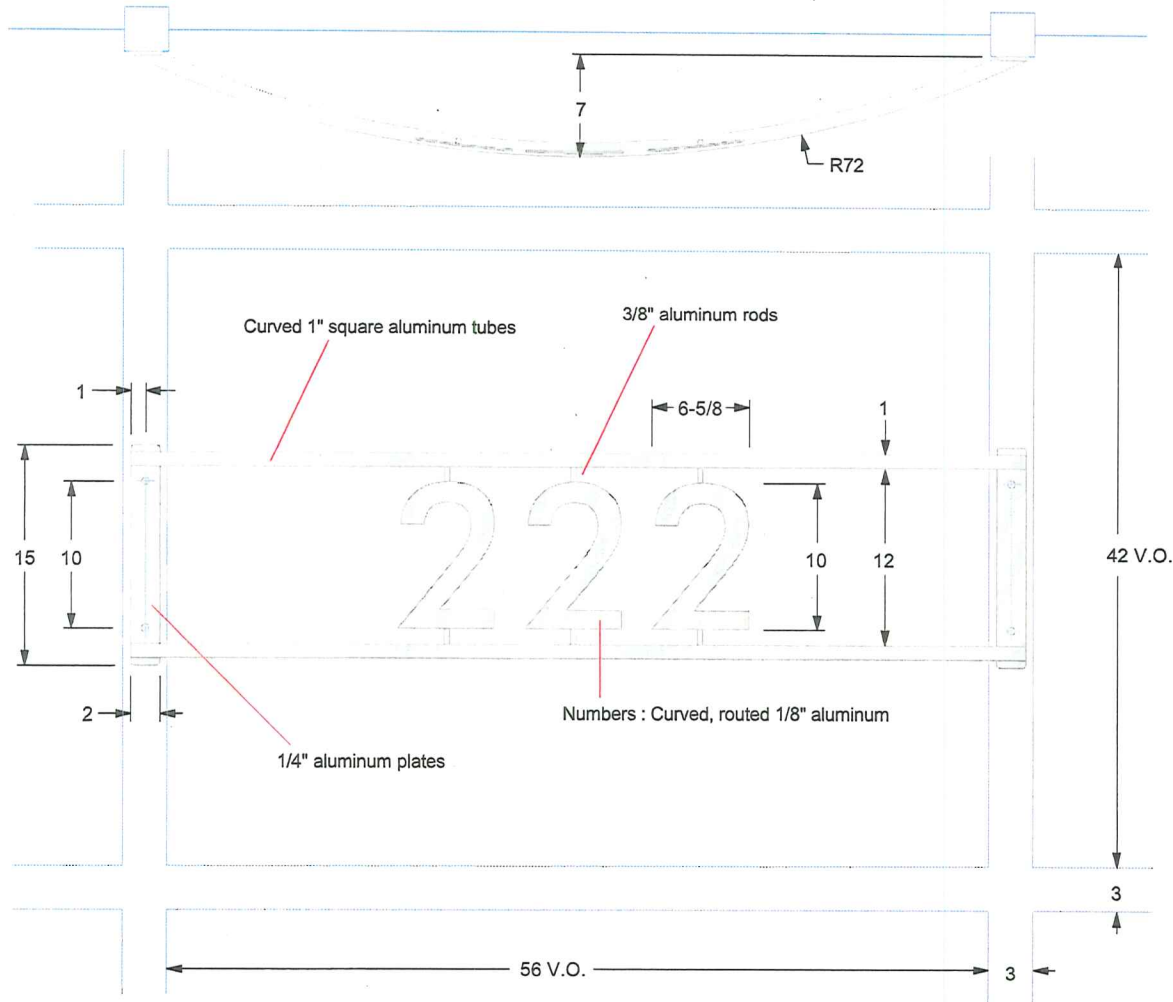 7
R72
Curved 1" square aluminum tubes
3/8" aluminum rods
1
6-5/8
1
222
15
10
10
12
42 V.O.
2
Numbers : Curved, routed 1/8" aluminum
1/4" aluminum plates
3
56 V.O.
3